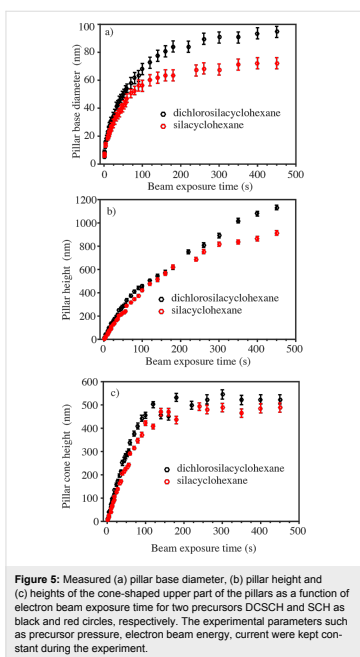 a)
Pillar base diameter (nm)
100
80
60
40
20
0
dichlorosilacyclohexane
silacyclohexane
0 100 200 300 400 500
Beam exposure time (s)
b)
Pillar height (nm)
1200
1000
800
600
400
200
0
dichlorosilacyclohexane
silacyclohexane
0 100 200 300 400 500
Beam exposure time (s)
c)
Pillar cone height (nm)
600
500
400
300
200
100
0
dichlorosilacyclohexane
silacyclohexane
0 100 200 300 400 500
Beam exposure time (s)
Figure 5: Measured (a) pillar base diameter, (b) pillar height and
(c) heights of the cone-shaped upper part of the pillars as a function of
electron beam exposure time for two precursors DCSCH and SCH as
black and red circles, respectively. The experimental parameters such
as precursor pressure, electron beam energy, current were kept con-
stant during the experiment.